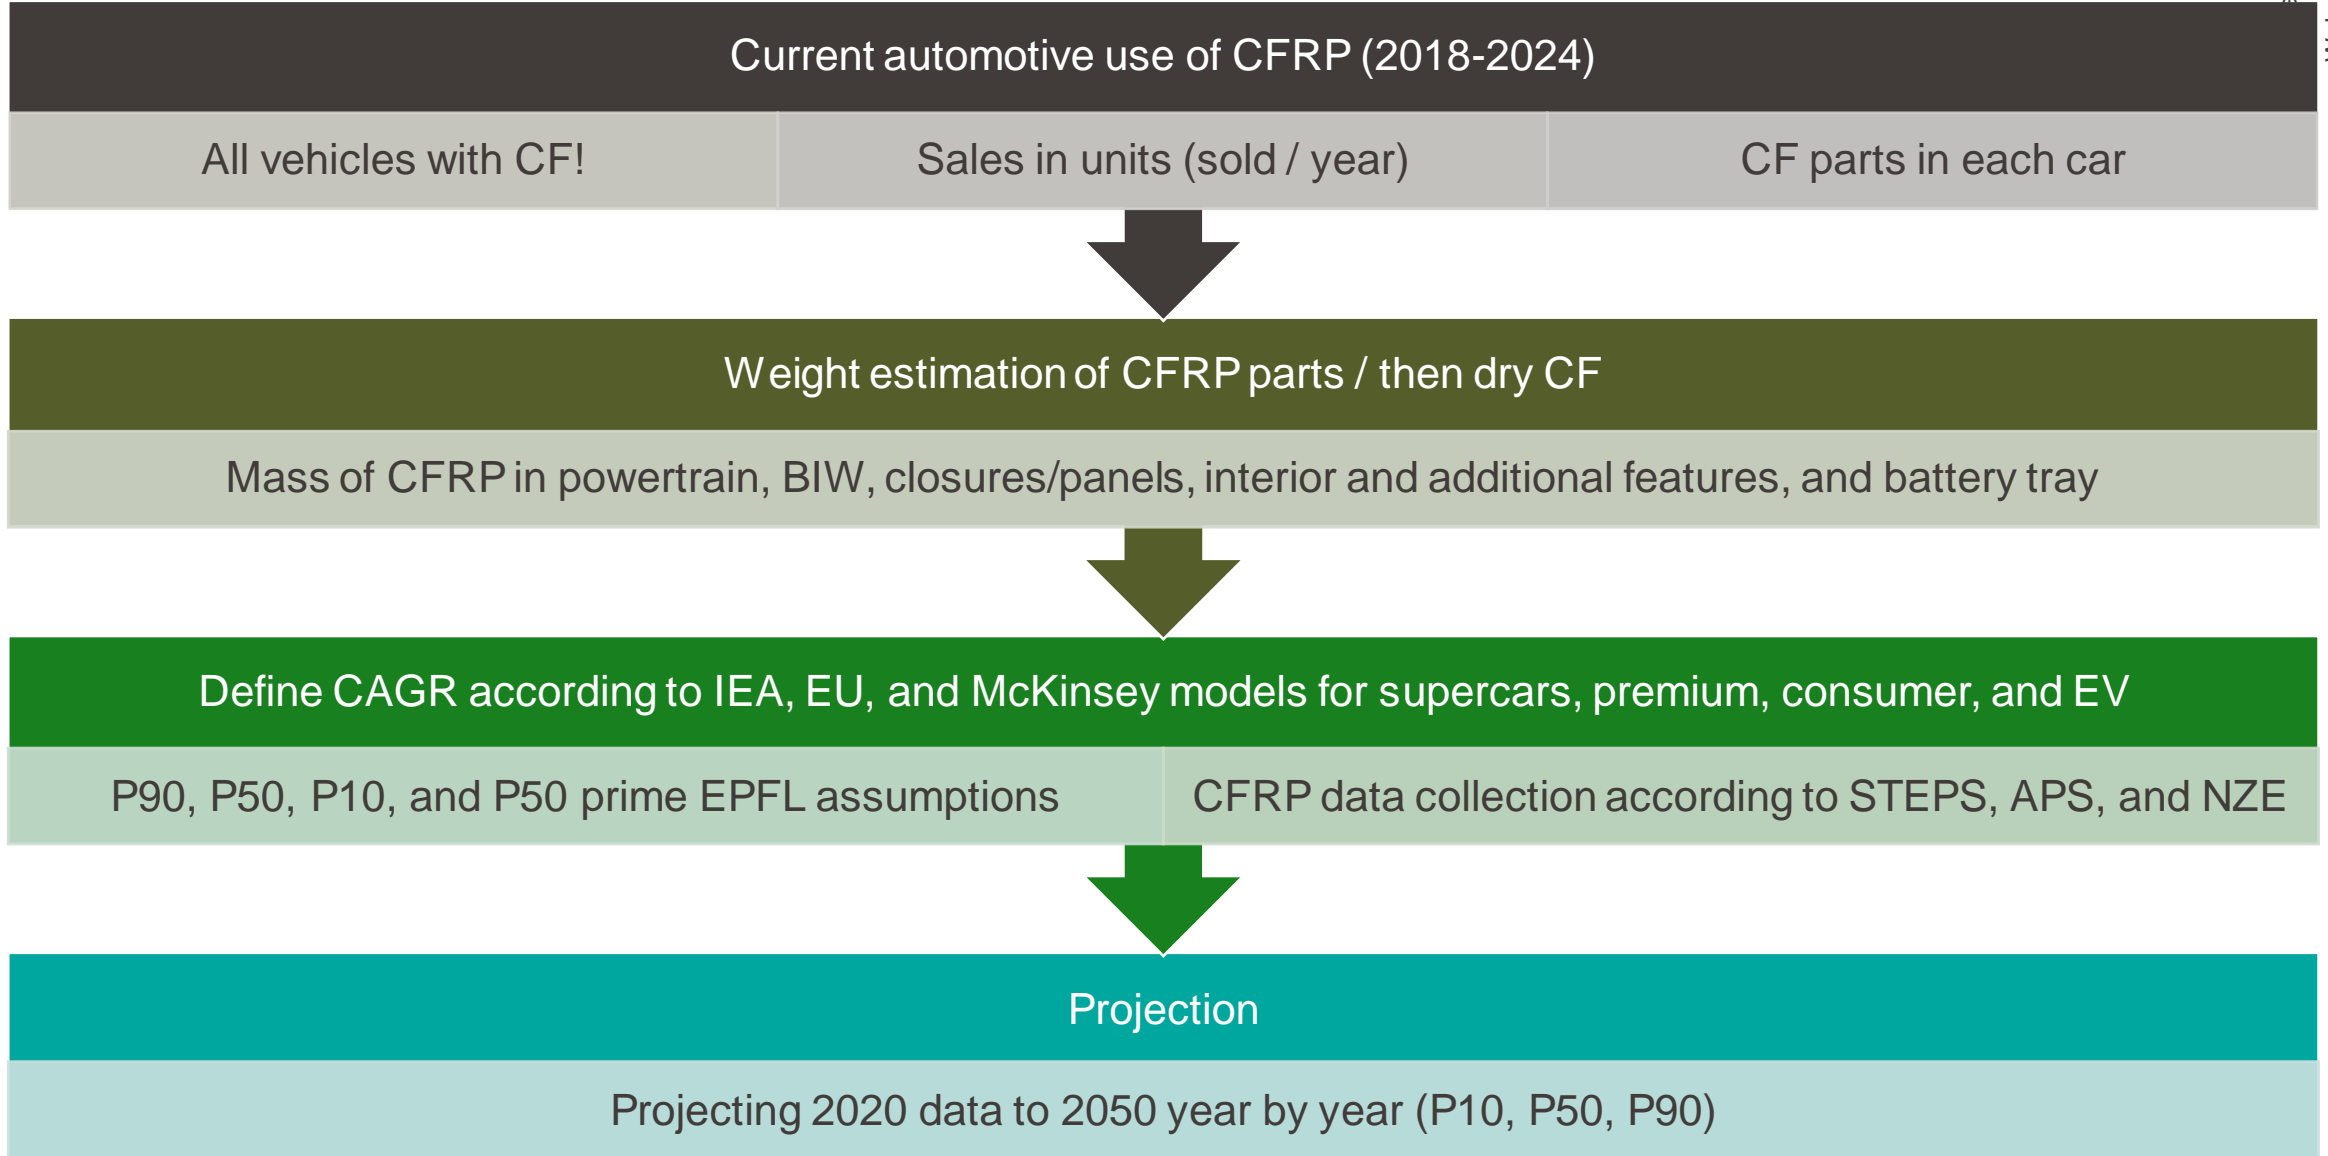 Current automotive use of CFRP (2018-2024)
All vehicles with CF!
Sales in units (sold / year)
CF parts in each car
Weight estimation of CFRP parts / then dry CF
Mass of CFRP in powertrain, BIW, closures/panels, interior and additional features, and battery tray
Define CAGR according to IEA, EU, and McKinsey models for supercars, premium, consumer, and EV
P90, P50, P10, and P50 prime EPFL assumptions
CFRP data collection according to STEPS, APS, and NZE
Projection
Projecting 2020 data to 2050 year by year (P10, P50, P90)